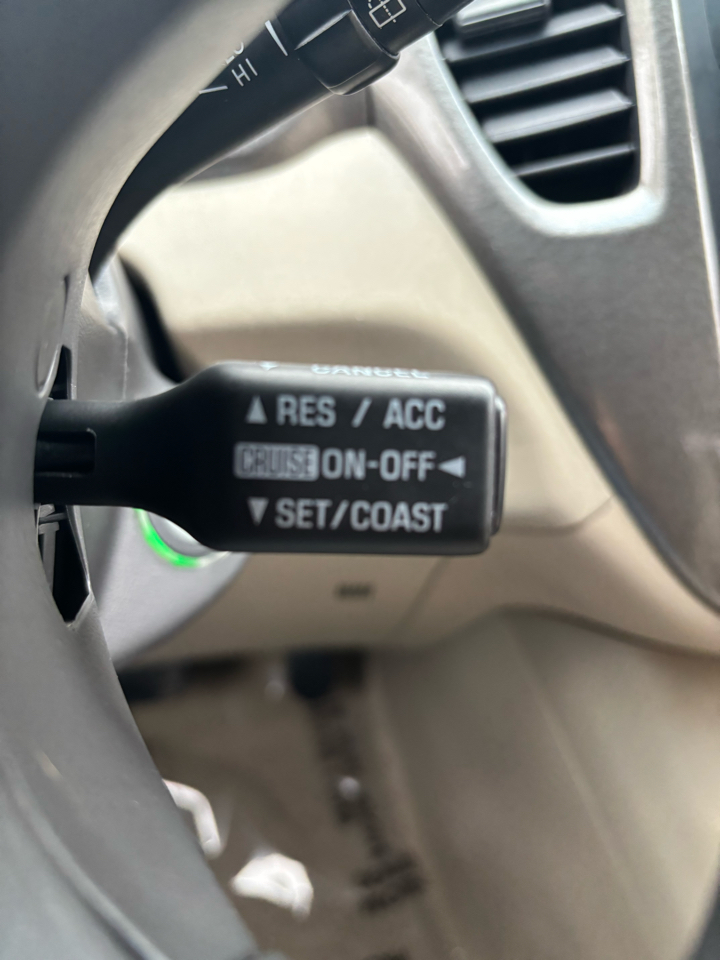 HI
CANCEL
▲ RES / ACC
CRUISE ON-OFF ◀
▼ SET/COAST